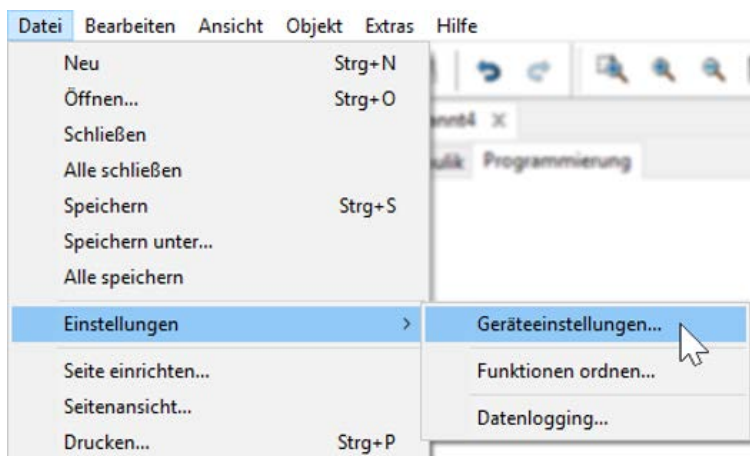 Datei Bearbeiten Ansicht Objekt Extras Hilfe
Neu Strg+N
Öffnen... Strg+O
Schließen
Alle schließen
Speichern Strg+S
Speichern unter...
Alle speichern
Einstellungen
Seite einrichten...
Seitenansicht...
Drucken... Strg+P
Geräteeinstellungen...
Funktionen ordnen...
Datenlogging...
Programmierung